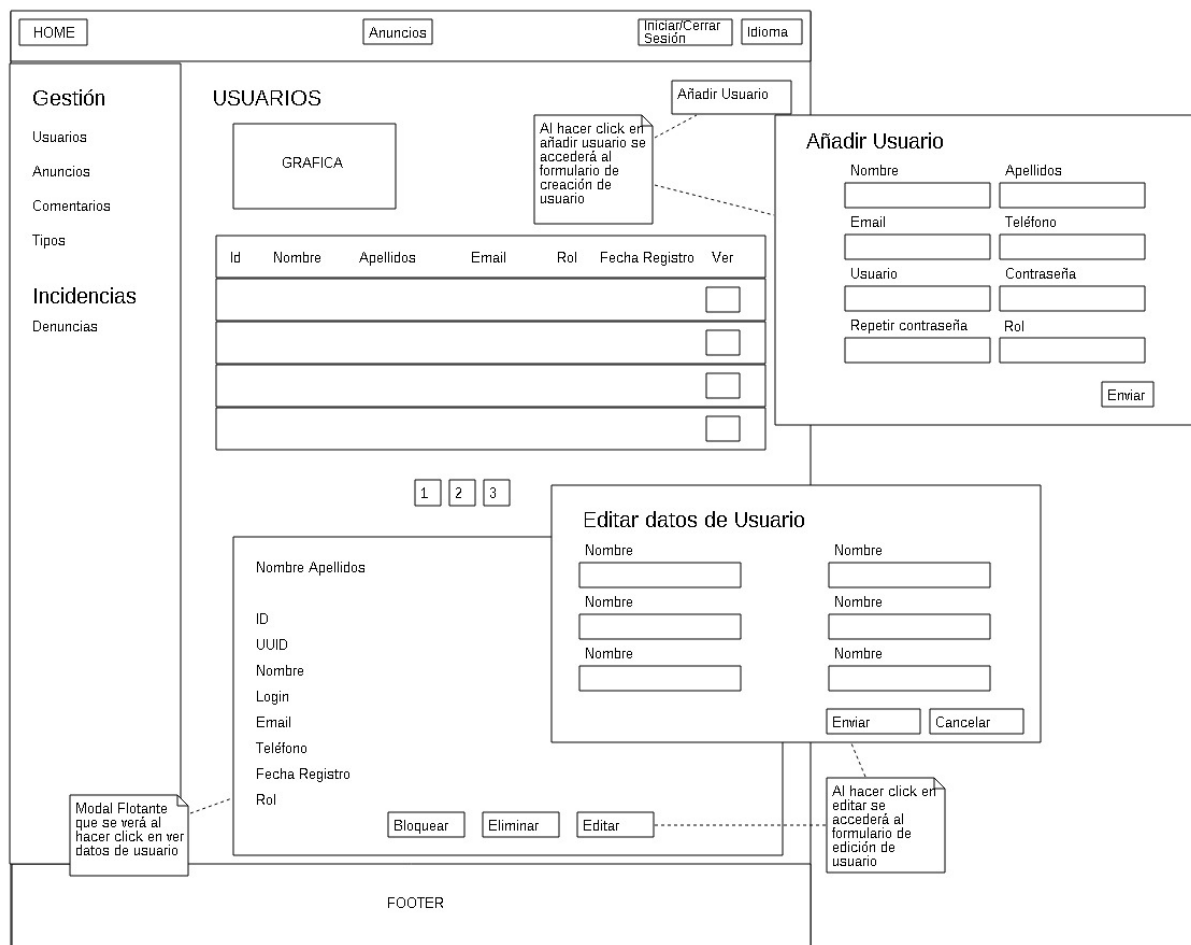 HOME
Anuncios
Iniciar/Cerrar
Sesión
Idioma
Gestión
Usuarios
Anuncios
Comentarios
Tipos
Incidencias
Denuncias
USUARIOS
GRAFICA
Añadir Usuario
Al hacer click en
añadir usuario se
accederá al
formulario de
creación de
usuario
Id Nombre Apellidos Email Rol Fecha Registro Ver
1 2 3
Añadir Usuario
Nombre Apellidos
Email Teléfono
Usuario Contraseña
Repetir contraseña Rol
Enviar
Editar datos de Usuario
Nombre Nombre
Nombre Nombre
Nombre Nombre
Enviar Cancelar
Nombre Apellidos
ID
UUID
Nombre
Login
Email
Teléfono
Fecha Registro
Rol
Bloquear Eliminar Editar
Modal Flotante
que se verá al
hacer click en ver
datos de usuario
Al hacer click en
editar se
accederá al
formulario de
edición de
usuario
FOOTER